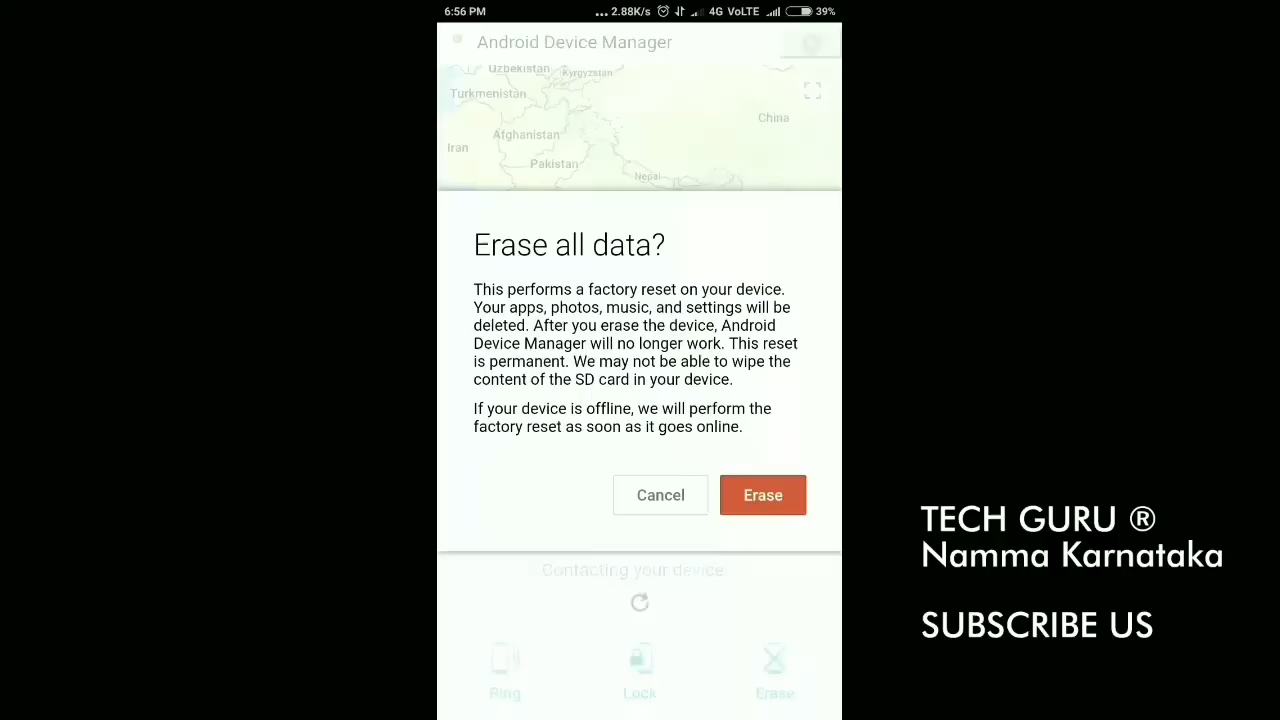 6:56 PM ... 2.88K/s 4G VoLTE 39%
Android Device Manager
Uzbekistan
Kyrgyzstan
Turkmenistan
China
Afghanistan
Iran
Pakistan
Nepal
Erase all data?
This performs a factory reset on your device.
Your apps, photos, music, and settings will be
deleted. After you erase the device, Android
Device Manager will no longer work. This reset
is permanent. We may not be able to wipe the
content of the SD card in your device.
If your device is offline, we will perform the
factory reset as soon as it goes online.
Cancel Erase
Contacting your device
Ring Lock Erase
TECH GURU ®
Namma Karnataka
SUBSCRIBE US